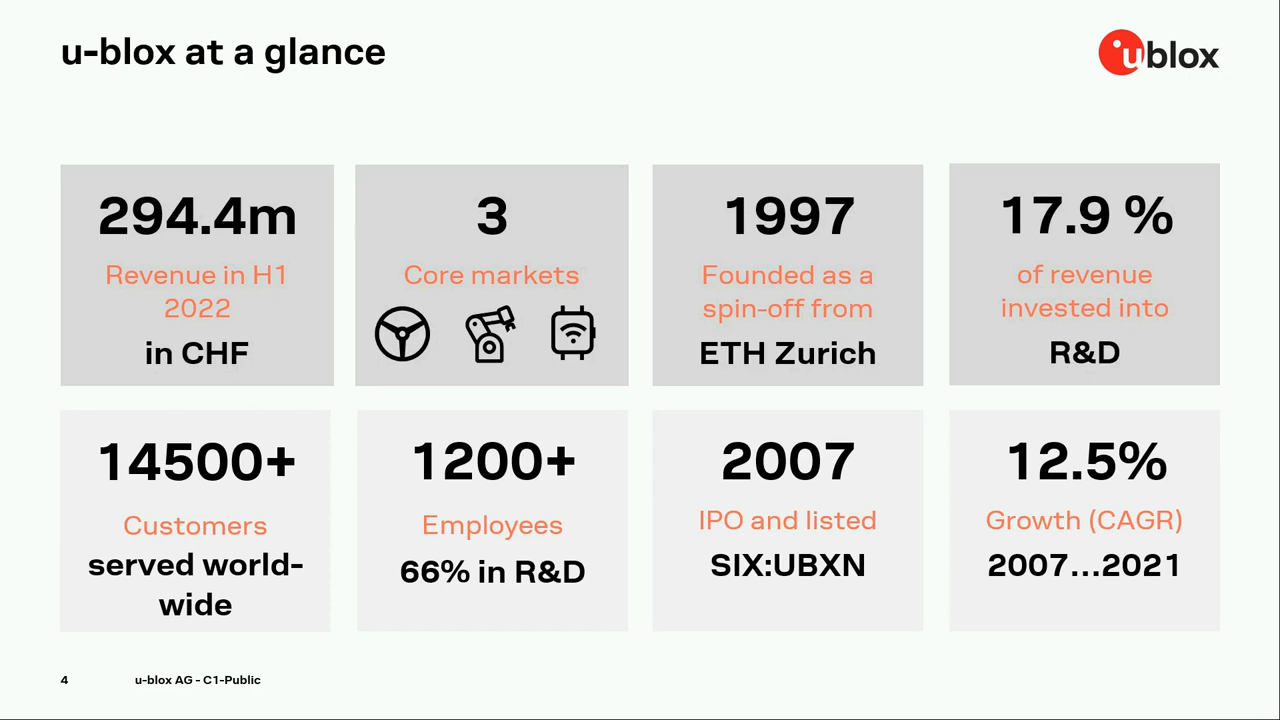 u-blox at a glance
ublox
294.4m
Revenue in H1
2022
in CHF
3
Core markets
1997
Founded as a
spin-off from
ETH Zurich
17.9 %
of revenue
invested into
R&D
14500+
Customers
served world-
wide
1200+
Employees
66% in R&D
2007
IPO and listed
SIX:UBXN
12.5%
Growth (CAGR)
2007...2021
4
u-blox AG - C1-Public